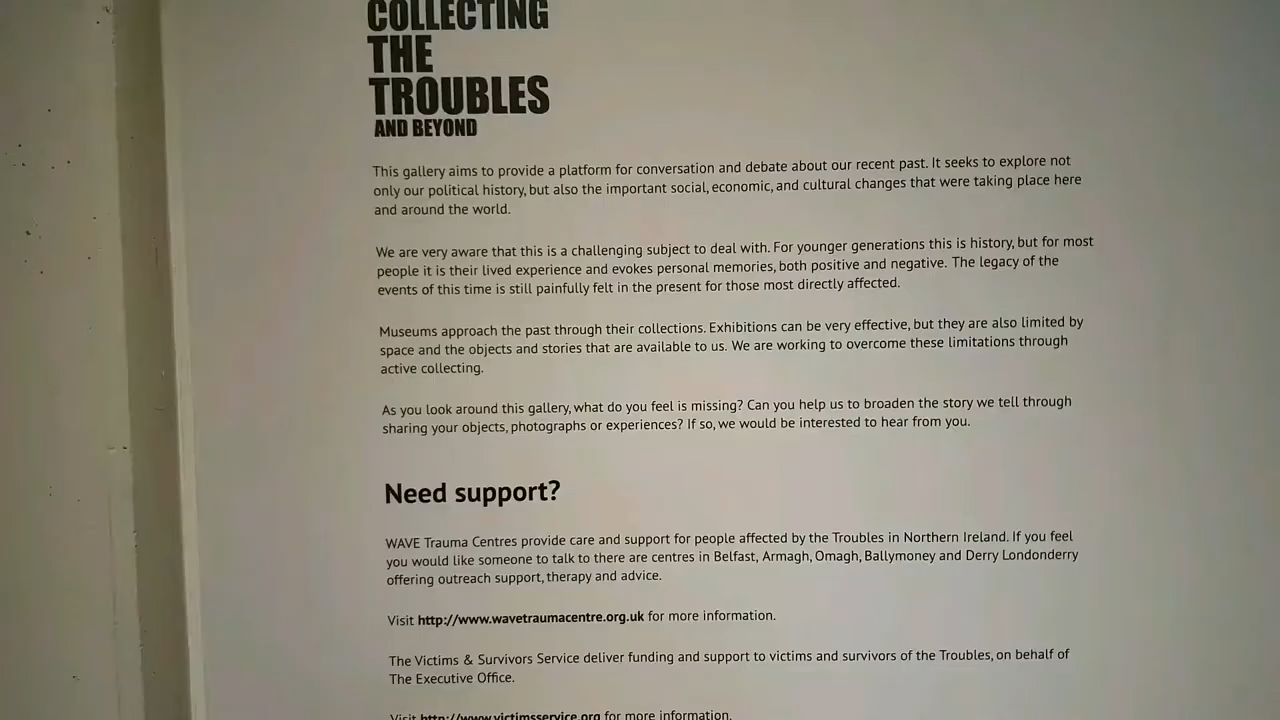 COLLECTING
THE
TROUBLES
AND BEYOND
This gallery aims to provide a platform for conversation and debate about our recent past. It seeks to explore not
only our political history, but also the important social, economic, and cultural changes that were taking place here
and around the world.
We are very aware that this is a challenging subject to deal with. For younger generations this is history, but for most
people it is their lived experience and evokes personal memories, both positive and negative. The legacy of the
events of this time is still painfully felt in the present for those most directly affected.
Museums approach the past through their collections. Exhibitions can be very effective, but they are also limited by
space and the objects and stories that are available to us. We are working to overcome these limitations through
active collecting.
As you look around this gallery, what do you feel is missing? Can you help us to broaden the story we tell through
sharing your objects, photographs or experiences? If so, we would be interested to hear from you.
Need support?
WAVE Trauma Centres provide care and support for people affected by the Troubles in Northern Ireland. If you feel
you would like someone to talk to there are centres in Belfast, Armagh, Omagh, Ballymoney and Derry Londonderry
offering outreach support, therapy and advice.
Visit http://www.wavetraumacentre.org.uk for more information.
The Victims & Survivors Service deliver funding and support to victims and survivors of the Troubles, on behalf of
The Executive Office.
Visit http://www.victimsservice.org for more information.